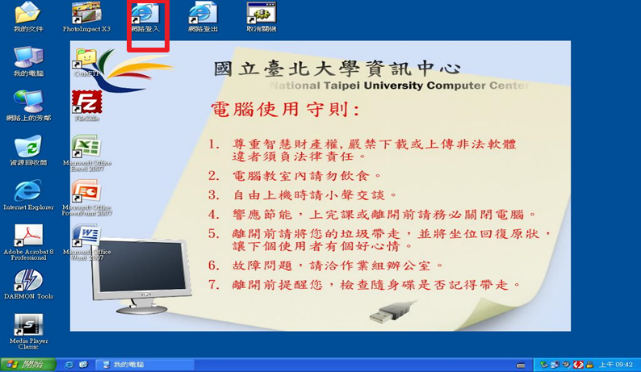 我的文件
PhotoImpact X3
網路登入
網路登出
取消關機
我的電腦
網路上的芳鄰
FileZilla
資源回收筒
Microsoft Office
Excel 2007
Internet Explorer
Microsoft Office
PowerPoint 2007
Adobe Acrobat 8
Professional
Microsoft Office
Word 2007
DAEMON Tools
Media Player
Classic
國立臺北大學資訊中心
National Taipei University Computer Center
電腦使用守則:
1. 尊重智慧財產權,嚴禁下載或上傳非法軟體
違者須負法律責任。
2. 電腦教室內請勿飲食。
3. 自由上機時請小聲交談。
4. 響應節能,上完課或離開前請務必關閉電腦。
5. 離開前請將您的垃圾帶走,並將坐位回復原狀,
讓下個使用者有個好心情。
6. 故障問題,請洽作業組辦公室。
7. 離開前提醒您,檢查隨身碟是否記得帶走。
開始
我的電腦
上午 09:42